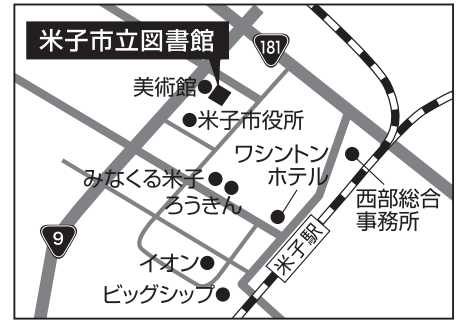 米子市立図書館
181
美術館
米子市役所
ワシントン
ホテル
みなくる米子
ろうきん
西部総合
事務所
米子駅
9
イオン
ビッグシップ